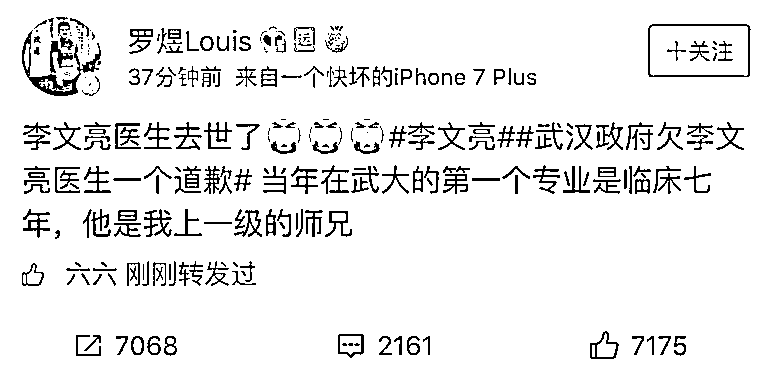 罗煜Louis
+关注
37分钟前 来自一个快坏的iPhone 7 Plus
李文亮医生去世了#李文亮##武汉政府欠李文
亮医生一个道歉# 当年在武大的第一个专业是临床七
年，他是我上一级的师兄
六六 刚刚转发过
7068 2161 7175